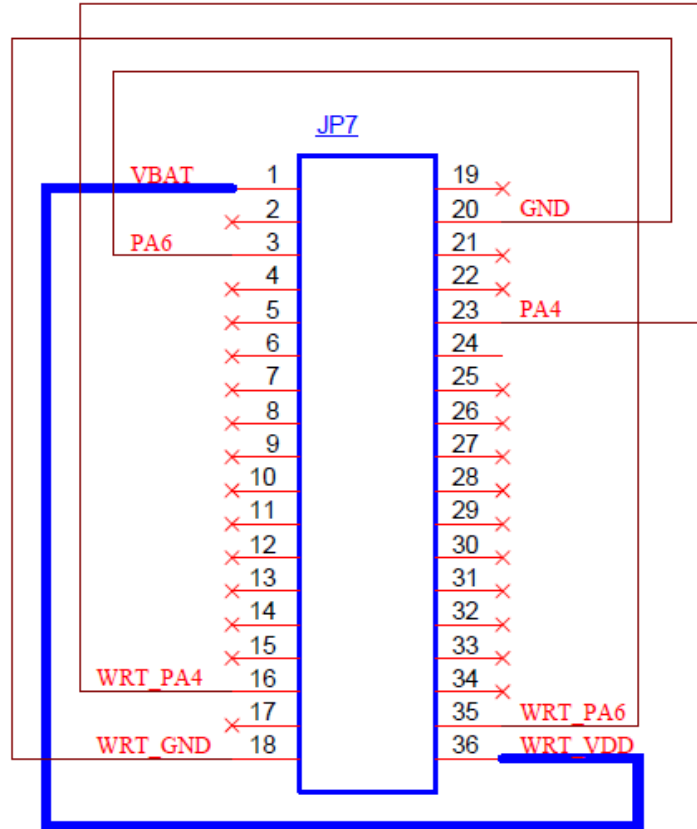 JP7
VBAT 1 19
2 20 GND
PA6 3 21
4 22
5 23 PA4
6 24
7 25
8 26
9 27
10 28
11 29
12 30
13 31
14 32
15 33
WRT_PA4 16 34
17 35 WRT_PA6
WRT_GND 18 36 WRT_VDD